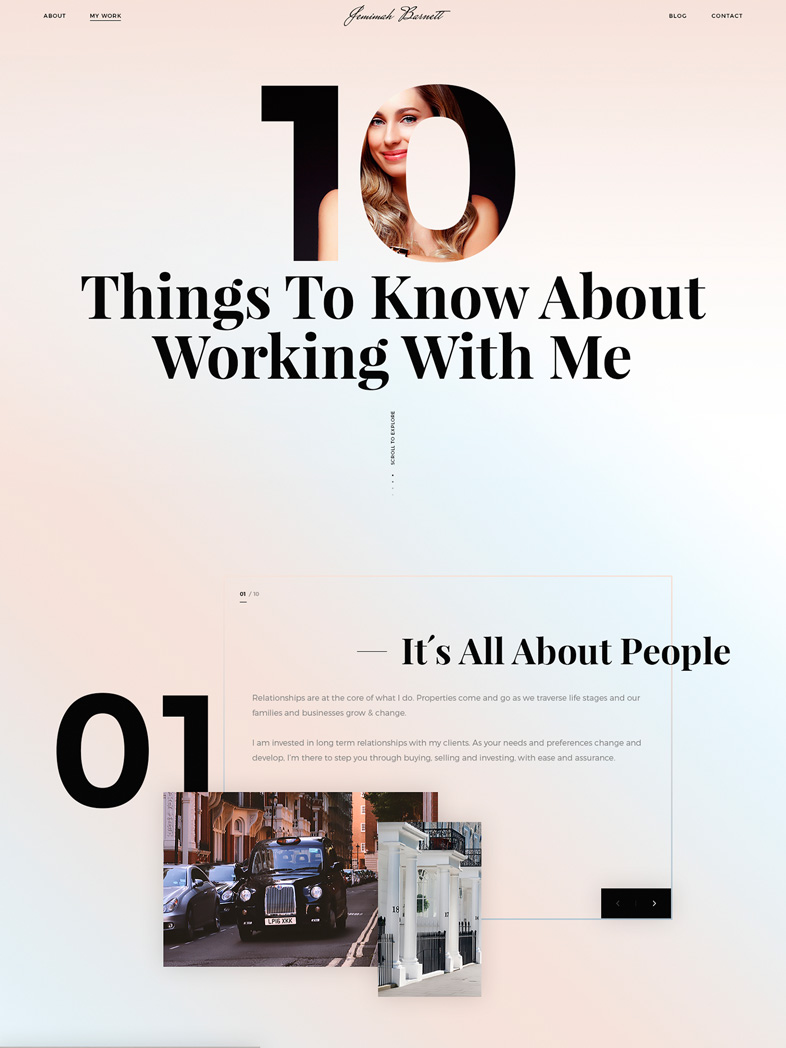 ABOUT
MY WORK
Jemimah Barnett
BLOG
CONTACT
10
Things To Know About
Working With Me
SCROLL TO EXPLORE
01 / 10
It´s All About People
Relationships are at the core of what I do. Properties come and go as we traverse life stages and our
families and businesses grow & change.
I am invested in long term relationships with my clients. As your needs and preferences change and
develop, I'm there to step you through buying, selling and investing, with ease and assurance.
01
LP16 XKK
18
17